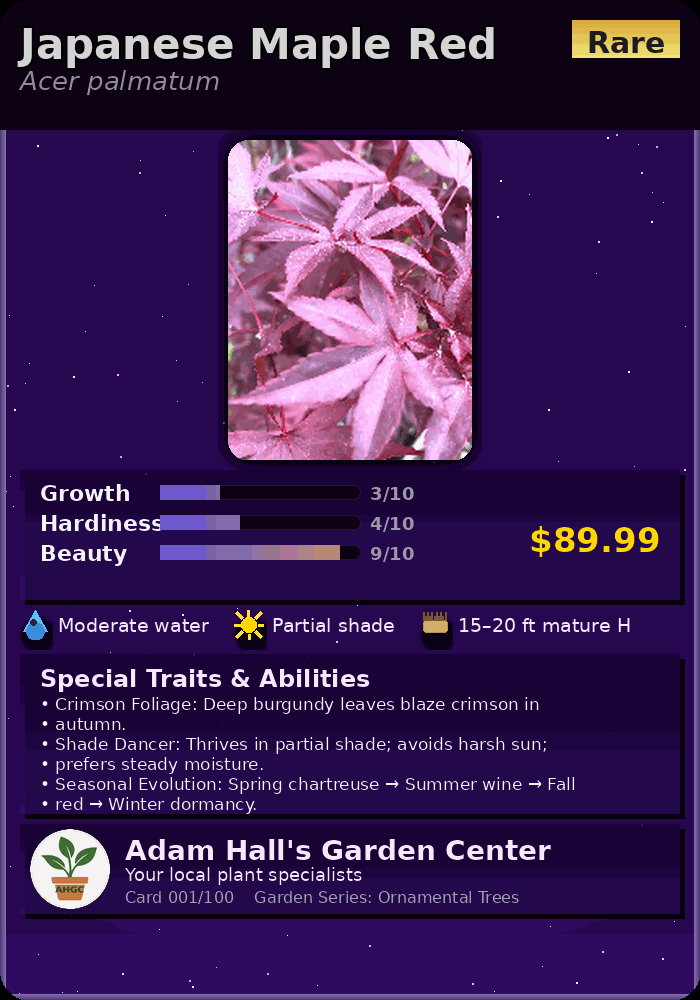 Japanese Maple Red
Rare
Acer palmatum
Growth 3/10
Hardiness 4/10
Beauty 9/10
$89.99
Moderate water
Partial shade
15–20 ft mature H
Special Traits & Abilities
• Crimson Foliage: Deep burgundy leaves blaze crimson in
• autumn.
• Shade Dancer: Thrives in partial shade; avoids harsh sun;
• prefers steady moisture.
• Seasonal Evolution: Spring chartreuse → Summer wine → Fall
• red → Winter dormancy.
AHGC
Adam Hall's Garden Center
Your local plant specialists
Card 001/100 Garden Series: Ornamental Trees